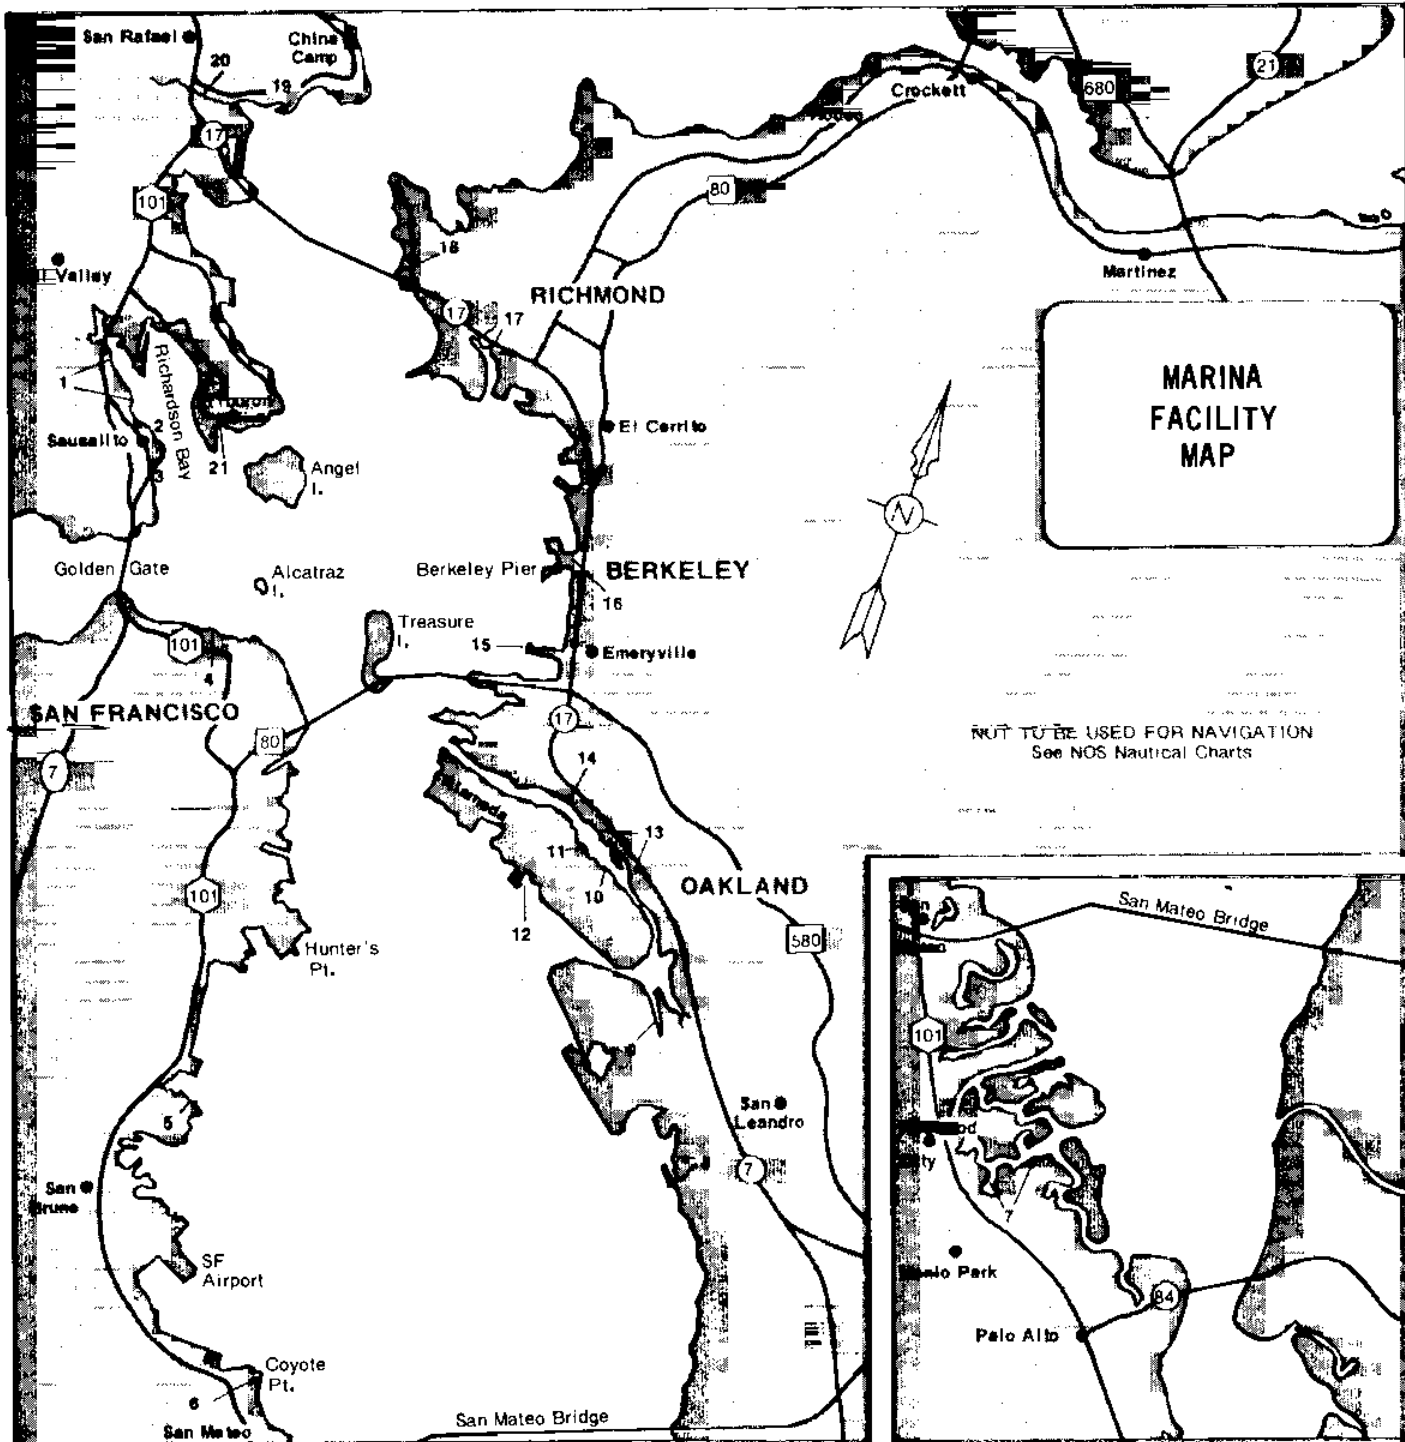 San Rafael
China
Camp
20
19
17
101
Valley
18
RICHMOND
17
17
80
Crockett
680
21
Martinez
MARINA
FACILITY
MAP
1
Richardson Bay
2
Sausalito
3
21
Angel
I.
El Cerrito
N
Golden Gate
Alcatraz
I.
Berkeley Pier
BERKELEY
16
Treasure
I.
15
Emeryville
101
4
SAN FRANCISCO
80
7
17
NOT TO BE USED FOR NAVIGATION
See NOS Nautical Charts
14
Alameda
13
11
10
12
OAKLAND
580
101
Hunter's
Pt.
5
San
Bruno
San
Leandro
7
SF
Airport
Coyote
Pt.
6
San Mateo
San Mateo Bridge
San Mateo Bridge
101
7
Menlo Park
84
Palo Alto